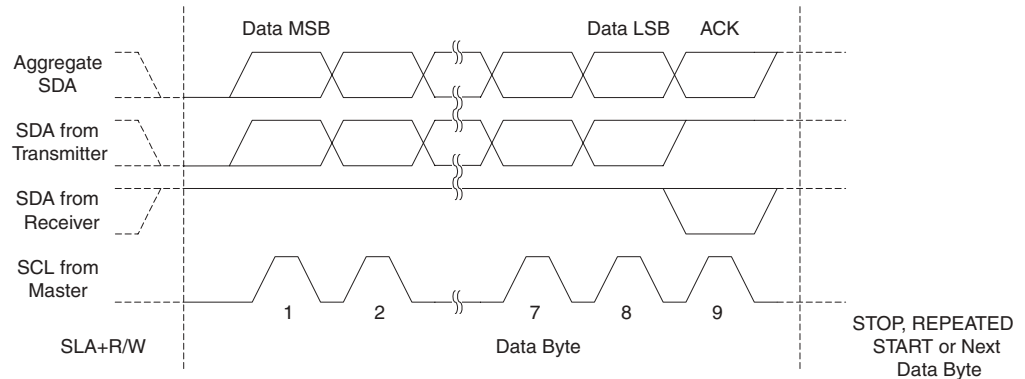 Data MSB
Data LSB
ACK
Aggregate
SDA
SDA from
Transmitter
SDA from
Receiver
SCL from
Master
1
2
7
8
9
SLA+R/W
Data Byte
STOP, REPEATED
START or Next
Data Byte